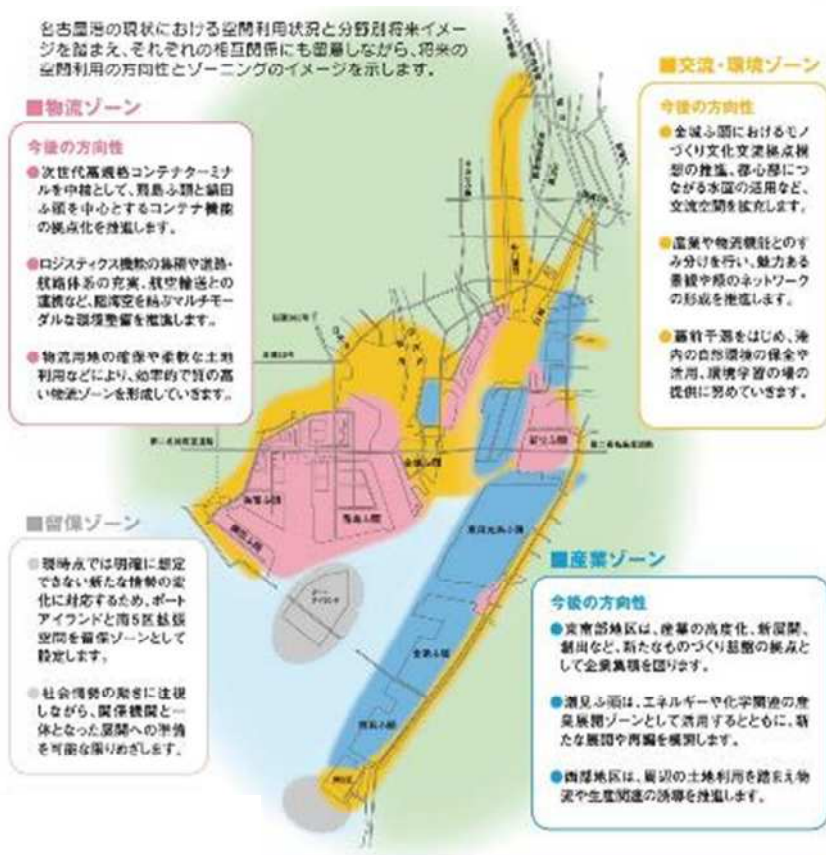 名古屋港の現状における空間利用状況と分野別将来イメー
ジを踏まえ、それぞれの相互関係にも留意しながら、将来の
空間利用の方向性とゾーニングのイメージを示します。
■物流ゾーン
今後の方向性
●次世代高規格コンテナターミナ
ルを中核として、飛島ふ頭と鍋田
ふ頭を中心とするコンテナ機能
の拠点化を推進します。
●ロジスティクス機能の集積や道路・
航路体系の充実、航空輸送との
連携など、陸海空を結ぶマルチモー
ダルな環境整備を推進します。
●物流用地の確保や柔軟な土地
利用などにより、効率的で質の高
い物流ゾーンを形成していきます。
■交流・環境ゾーン
今後の方向性
●金城ふ頭におけるモノ
づくり文化交流拠点構
想の推進、都心部につ
ながる水面の活用など、
交流空間を拡充します。
●産業や物流機能とのす
み分けを行い、魅力ある
景観や緑のネットワーク
の形成を推進します。
●藤前干潟をはじめ、港
内の自然環境の保全や
活用、環境学習の場の
提供に努めていきます。
■留保ゾーン
●現時点では明確に想定
できない新たな情勢の変
化に対応するため、ポート
アイランドと南5区拡張
空間を留保ゾーンとして
設定します。
●社会情勢の動きに注視
しながら、関係機関と一
体となった展開への準備
を可能な限りめざします。
■産業ゾーン
今後の方向性
●東南部地区は、産業の高度化、新展開、
創出など、新たなものづくり基盤の拠点
として企業集積を図ります。
●潮見ふ頭は、エネルギーや化学関連の産
業展開ゾーンとして活用するとともに、新
たな展開や再編を模索します。
●西部地区は、周辺の土地利用を踏まえ物
流や生産関連の誘導を推進します。
飛島ふ頭
金城ふ頭
鍋田ふ頭
ポート
アイランド